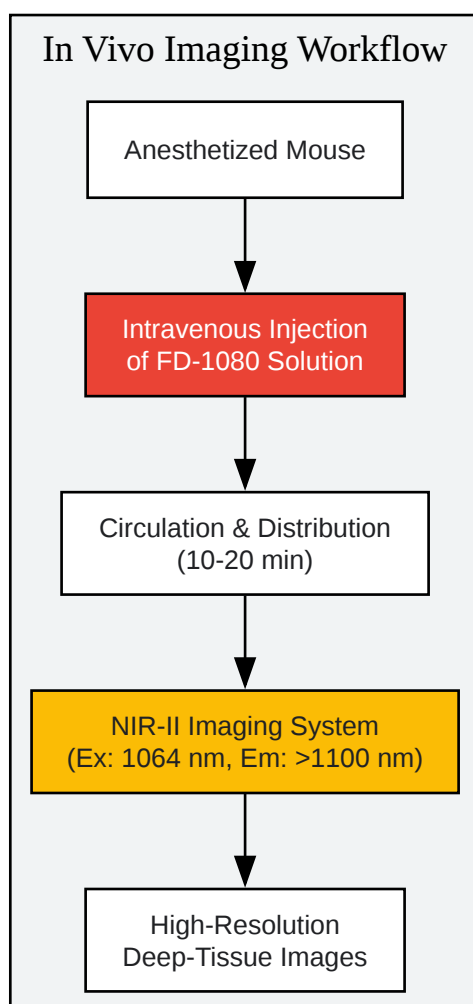 In Vivo Imaging Workflow
Anesthetized Mouse
Intravenous Injection
of FD-1080 Solution
Circulation & Distribution
(10-20 min)
NIR-II Imaging System
(Ex: 1064 nm, Em: >1100 nm)
High-Resolution
Deep-Tissue Images